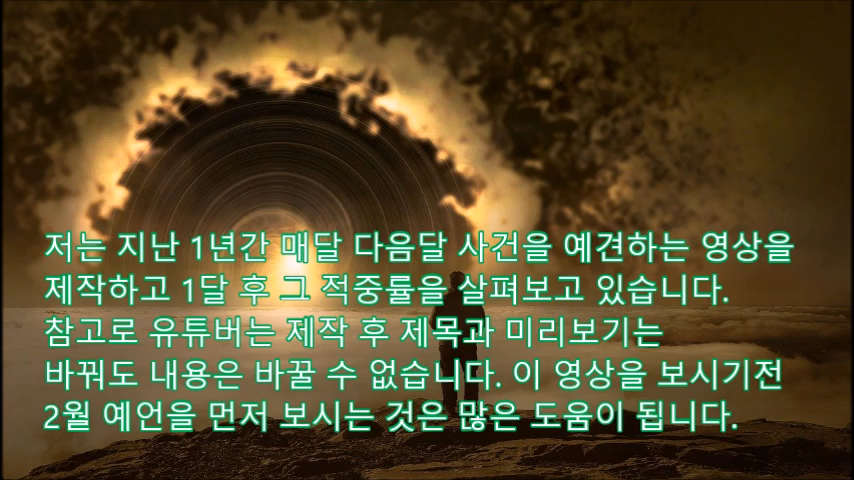 저는 지난 1년간 매달 다음달 사건을 예견하는 영상을
제작하고 1달 후 그 적중률을 살펴보고 있습니다.
참고로 유튜버는 제작 후 제목과 미리보기는
바꿔도 내용은 바꿀 수 없습니다. 이 영상을 보시기전
2월 예언을 먼저 보시는 것은 많은 도움이 됩니다.